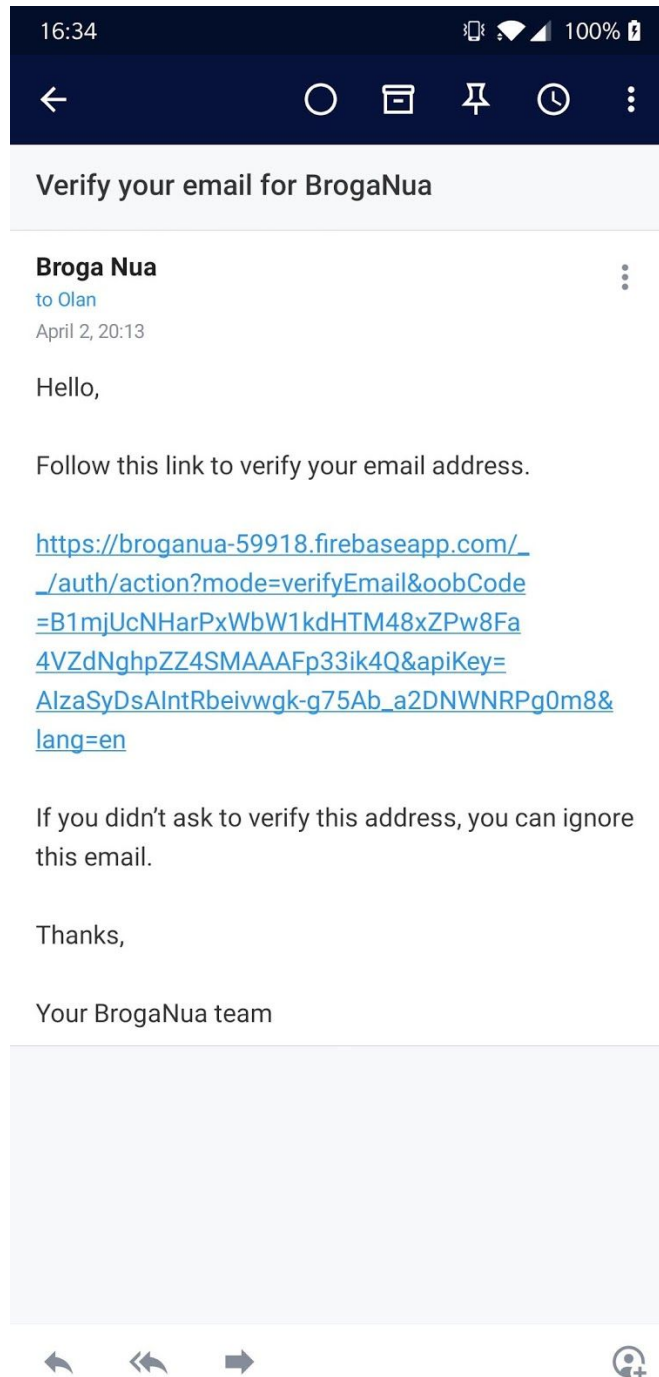 16:34
100%
Verify your email for BrogaNua
Broga Nua
to Olan
April 2, 20:13
Hello,
Follow this link to verify your email address.
https://broganua-59918.firebaseapp.com/_
_/auth/action?mode=verifyEmail&oobCode
=B1mjUcNHarPxWbW1kdHTM48xZPw8Fa
4VZdNghpZZ4SMAAAFp33ik4Q&apiKey=
AIzaSyDsAIntRbeivwgk-g75Ab_a2DNWNRPg0m8&
lang=en
If you didn’t ask to verify this address, you can ignore
this email.
Thanks,
Your BrogaNua team